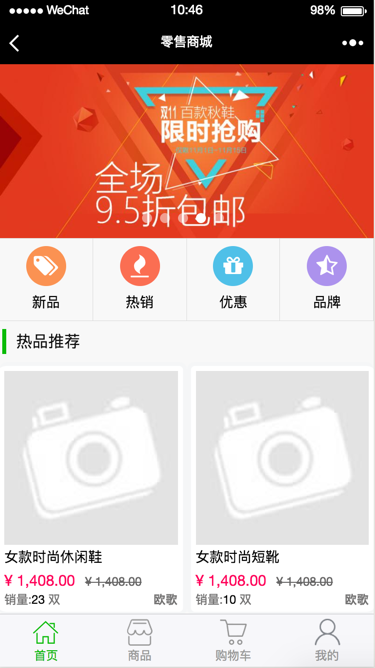 ●●●●● WeChat 10:46 98%
零售商城
双11 百款秋鞋
限时抢购
全场
9.5折包邮
新品 热销 优惠 品牌
热品推荐
女款时尚休闲鞋 女款时尚短靴
¥ 1,408.00 ¥ 1,408.00 ¥ 1,408.00 ¥ 1,408.00
销量:23 双 欧歌 销量:10 双 欧歌
首页 商品 购物车 我的